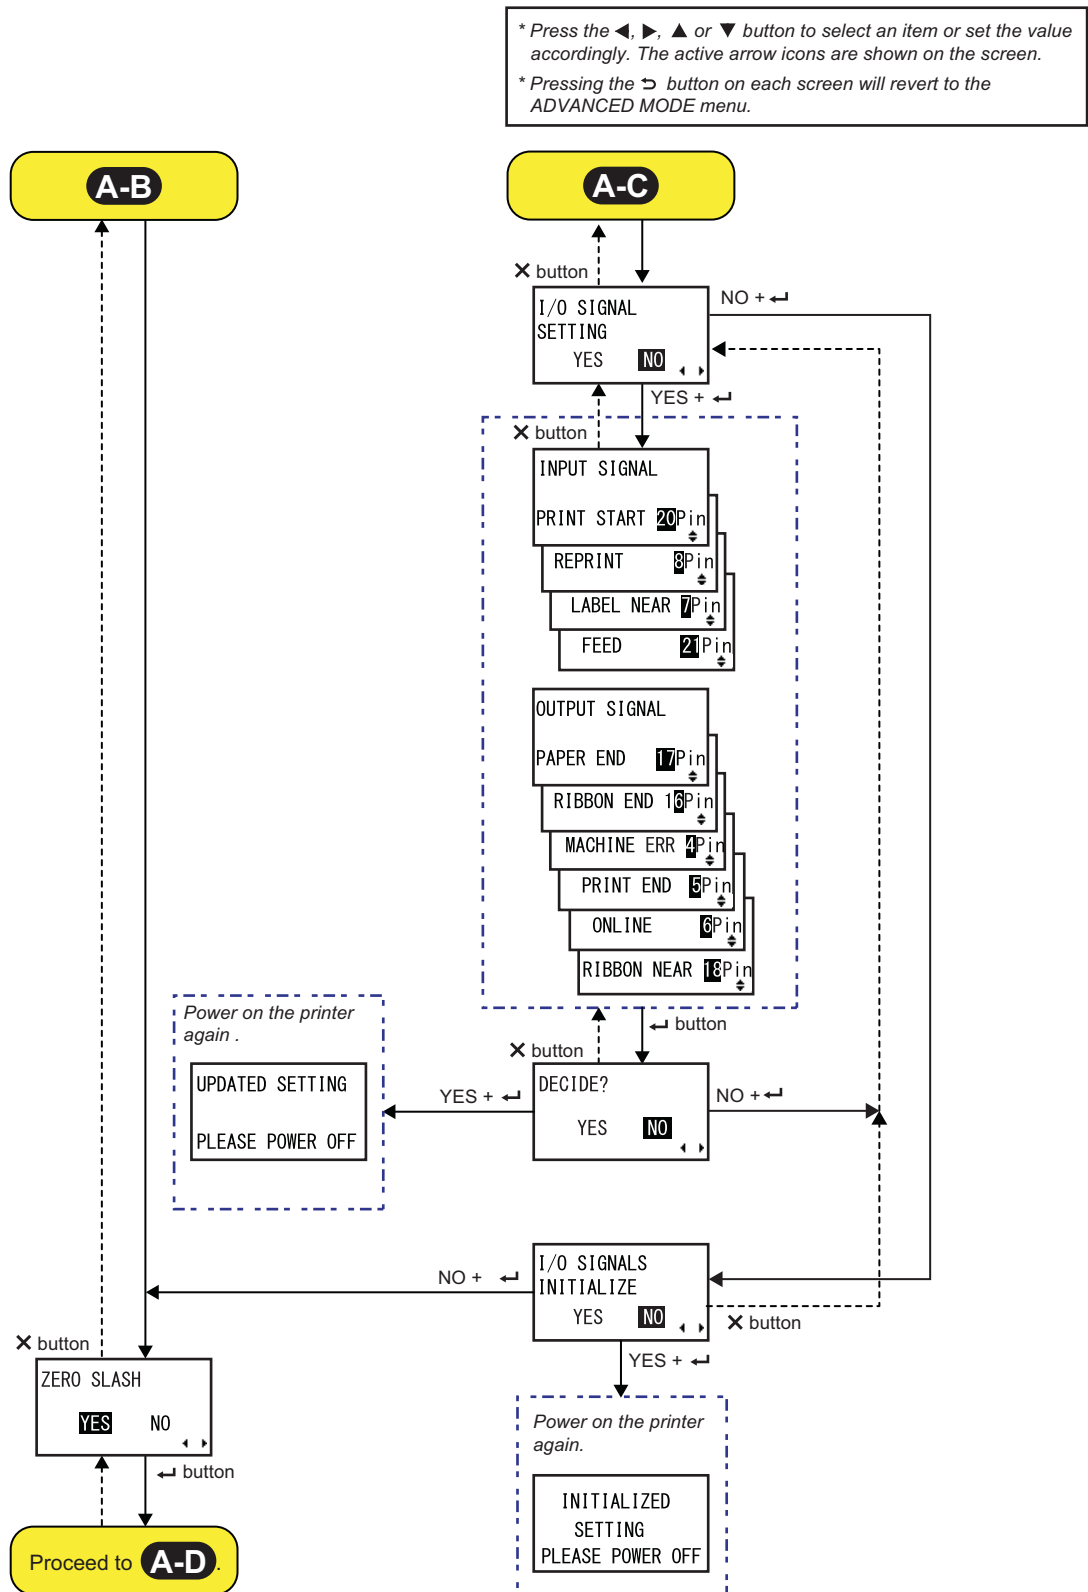 * Press the ◀, ▶, ▲ or ▼ button to select an item or set the value
accordingly. The active arrow icons are shown on the screen.
* Pressing the ⮌ button on each screen will revert to the
ADVANCED MODE menu.
A-B
A-C
✕ button
I/O SIGNAL
SETTING
YES NO
NO + ↵
YES + ↵
✕ button
INPUT SIGNAL
PRINT START 20Pin
REPRINT 8Pin
LABEL NEAR 7Pin
FEED 21Pin
OUTPUT SIGNAL
PAPER END 17Pin
RIBBON END 16Pin
MACHINE ERR 4Pin
PRINT END 5Pin
ONLINE 6Pin
RIBBON NEAR 18Pin
↵ button
✕ button
Power on the printer
again .
UPDATED SETTING
PLEASE POWER OFF
YES + ↵
DECIDE?
YES NO
NO + ↵
I/O SIGNALS
INITIALIZE
YES NO
NO + ↵
✕ button
YES + ↵
✕ button
ZERO SLASH
YES NO
↵ button
Proceed to A-D.
Power on the printer
again.
INITIALIZED
SETTING
PLEASE POWER OFF